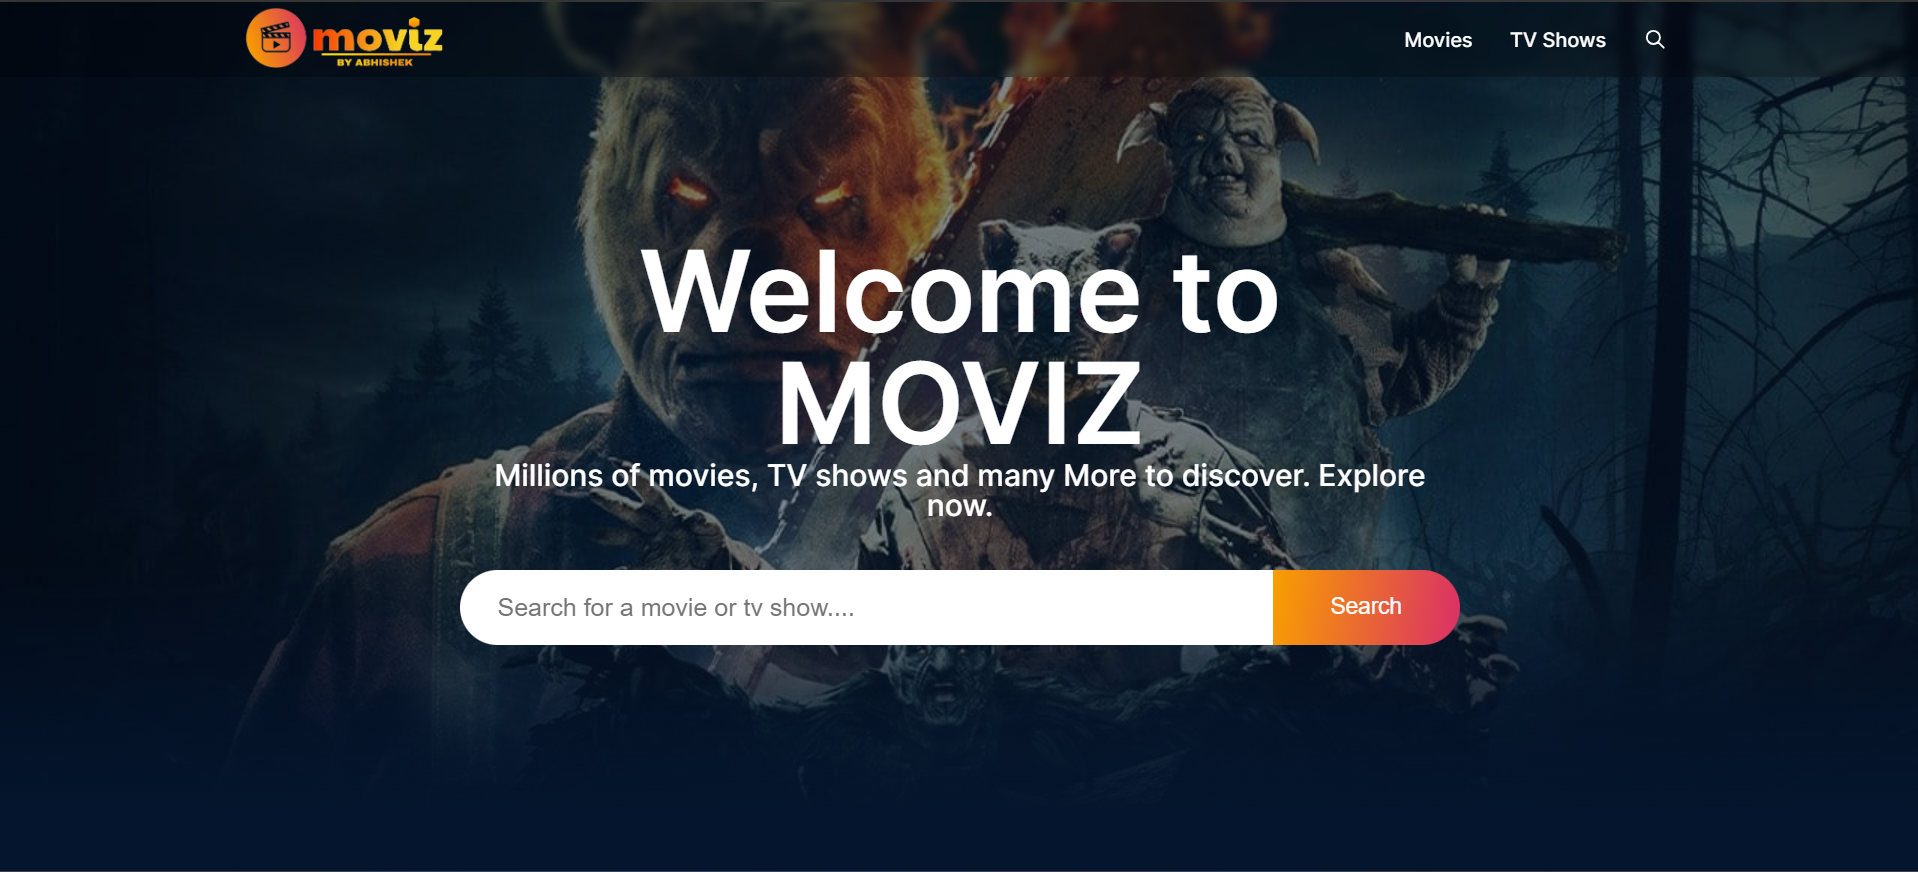 moviz
BY ABHISHEK
Movies
TV Shows
Welcome to
MOVIZ
Millions of movies, TV shows and many More to discover. Explore
now.
Search for a movie or tv show....
Search